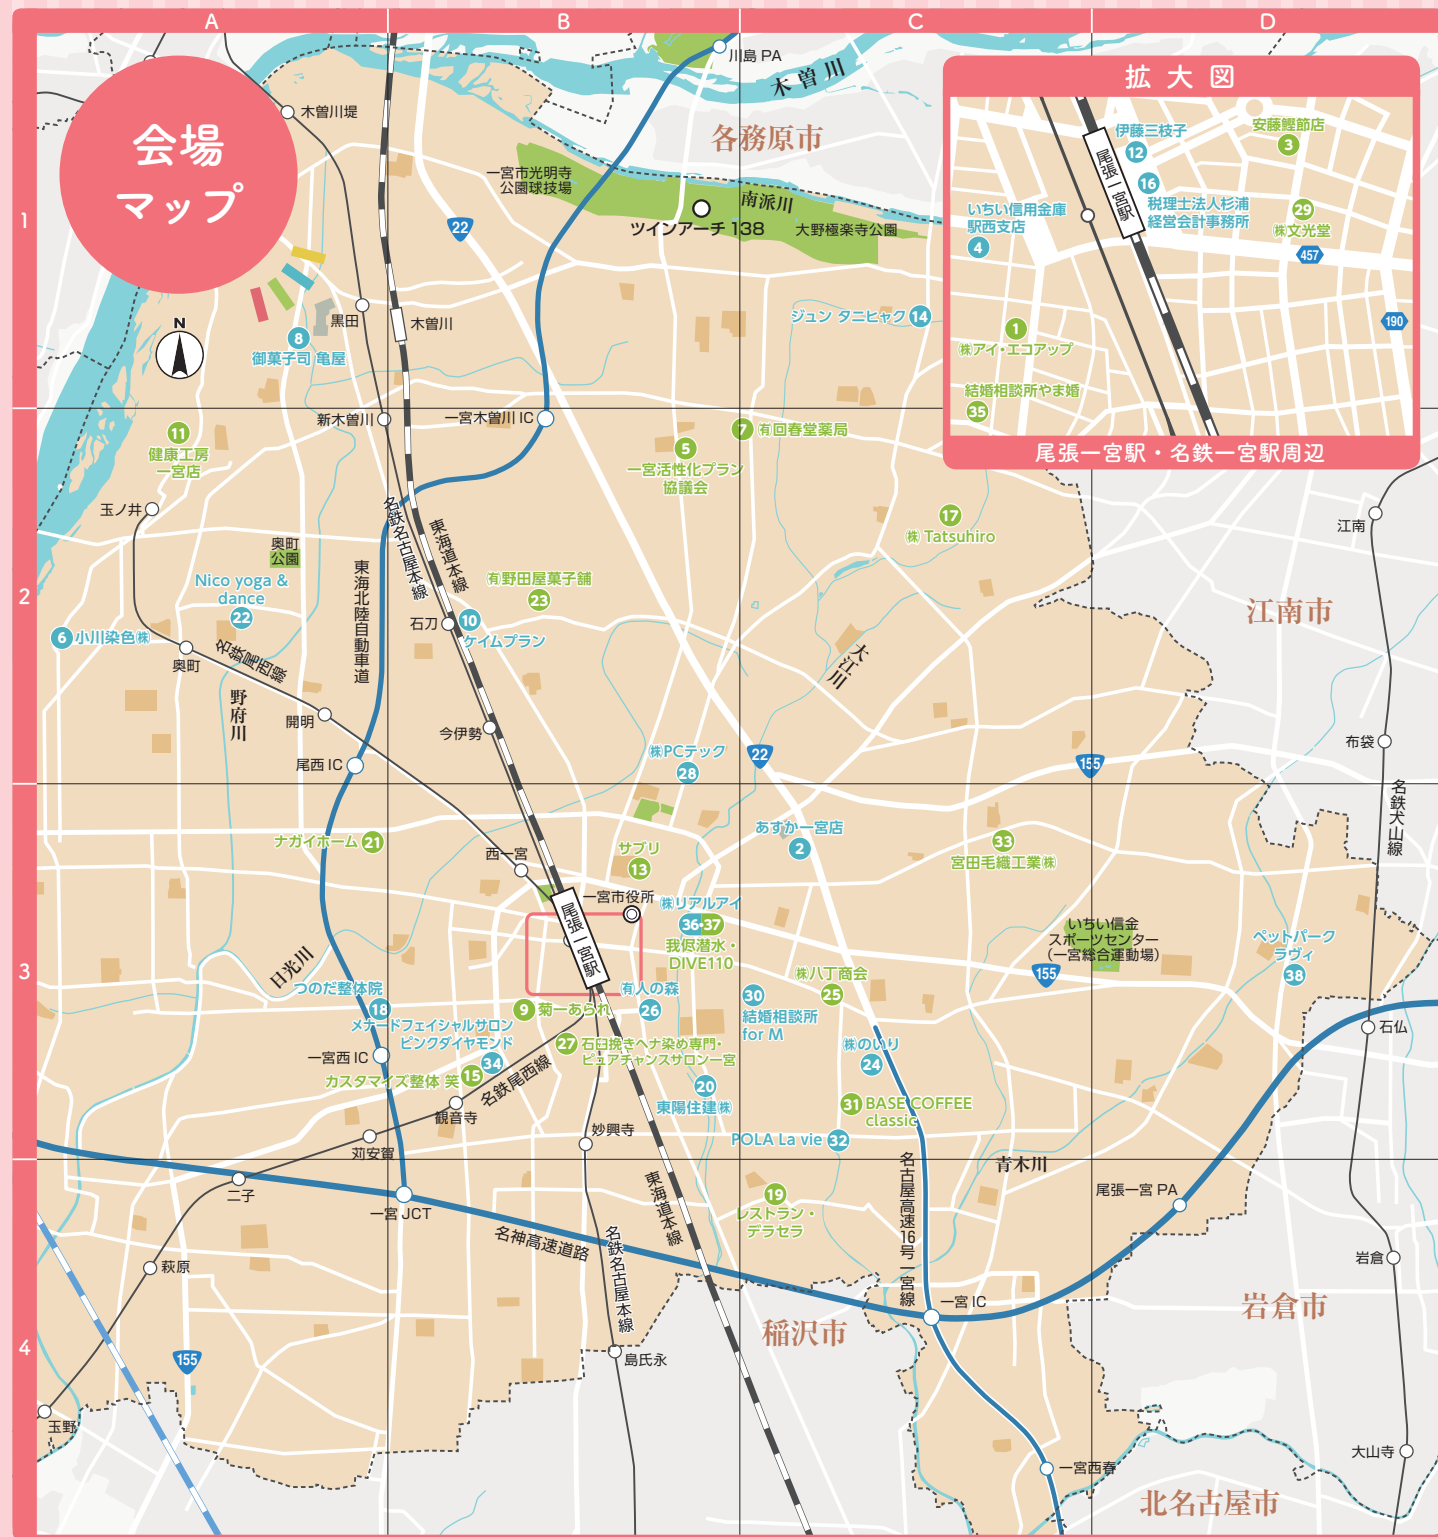 A
B
C
D
1
2
3
4
会場
マップ
N
木曽川堤
川島 PA
木曽川
各務原市
一宮市光明寺
公園球技場
南派川
ツインアーチ 138
大野極楽寺公園
22
黒田
木曽川
8
御菓子司 亀屋
ジュン タニヒャク 14
拡大図
伊藤三枝子
12
安藤鰹節店
3
尾張一宮駅
16
税理士法人杉浦
経営会計事務所
いちい信用金庫
駅西支店
4
29
㈱文光堂
457
190
1
㈱アイ・エコアップ
結婚相談所やま婚
35
尾張一宮駅・名鉄一宮駅周辺
新木曽川
一宮木曽川 IC
11
健康工房
一宮店
7 ㈲回春堂薬局
5
一宮活性化プラン
協議会
玉ノ井
名鉄名古屋本線
東海道本線
17
㈱ Tatsuhiro
江南
奥町
公園
東海北陸自動車道
Nico yoga &
dance
22
㈲野田屋菓子舗
23
6 小川染色㈱
石刀
10
ケイムプラン
江南市
奥町
名鉄尾西線
大江川
野府川
開明
今伊勢
尾西 IC
㈱PCテック
28
22
155
布袋
名鉄犬山線
ナガイホーム 21
あすか一宮店
2
33
宮田毛織工業㈱
西一宮
サブリ
13
一宮市役所
尾張一宮駅
㈱リアルアイ
36・37
我侭潜水・
DIVE110
いちい信金
スポーツセンター
(一宮総合運動場)
155
ペットパーク
ラヴィ
38
日光川
つのだ整体院
18
㈱八丁商会
25
㈲人の森
26
30
結婚相談所
for M
9 菊一あられ
メナードフェイシャルサロン
ピンクダイヤモンド
34
27 石臼挽きヘナ染め専門・
ピュアチャンスサロン一宮
石仏
一宮西 IC
㈱のいり
24
カスタマイズ整体 笑 15
名鉄尾西線
20
東陽住建㈱
31 BASE COFFEE
classic
観音寺
妙興寺
POLA La vie 32
苅安賀
名古屋高速16号一宮線
青木川
二子
一宮 JCT
東海道本線
19
レストラン・
デラセラ
尾張一宮 PA
名神高速道路
名鉄名古屋本線
萩原
岩倉
一宮 IC
岩倉市
稲沢市
155
島氏永
玉野
大山寺
一宮西春
北名古屋市